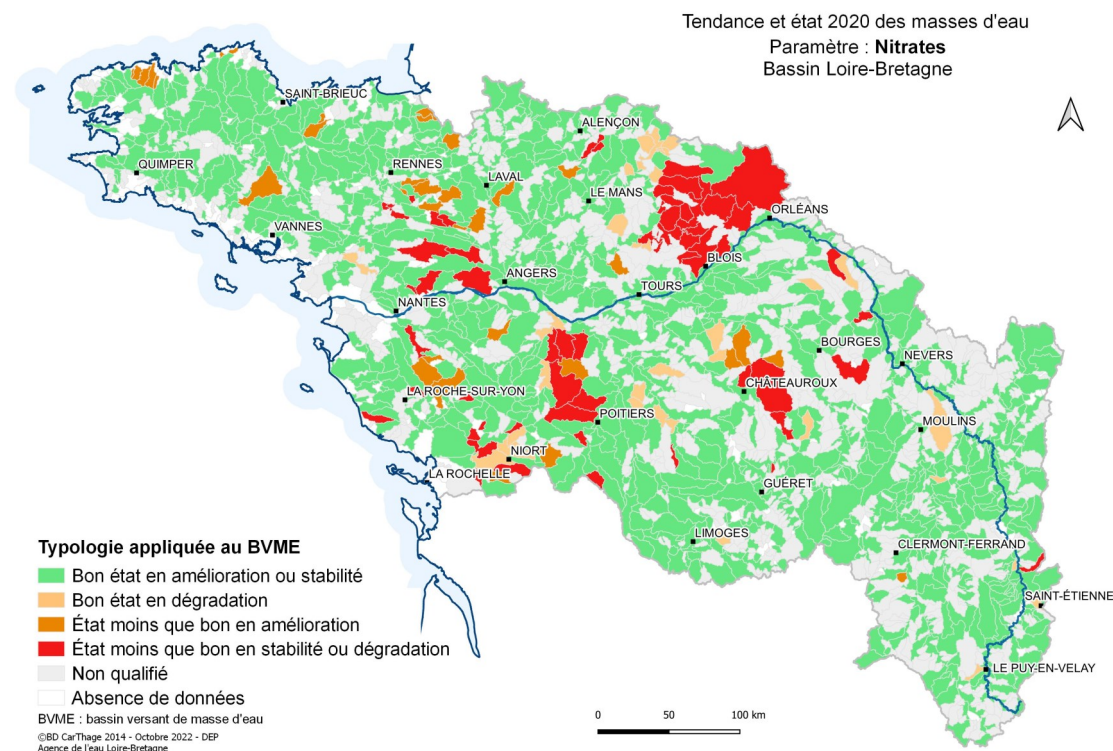 Tendance et état 2020 des masses d'eau
Paramètre : Nitrates
Bassin Loire-Bretagne
SAINT-BRIEUC
ALENÇON
QUIMPER
RENNES
LAVAL
LE MANS
ORLÉANS
VANNES
BLOIS
ANGERS
TOURS
NANTES
BOURGES
NEVERS
CHÂTEAUROUX
LA ROCHE-SUR-YON
POITIERS
MOULINS
NIORT
LA ROCHELLE
GUÉRET
LIMOGES
CLERMONT-FERRAND
SAINT-ÉTIENNE
LE PUY-EN-VELAY
Typologie appliquée au BVME
Bon état en amélioration ou stabilité
Bon état en dégradation
État moins que bon en amélioration
État moins que bon en stabilité ou dégradation
Non qualifié
Absence de données
BVME : bassin versant de masse d'eau
©BD CarThage 2014 - Octobre 2022 - DEP
Agence de l'eau Loire-Bretagne
0 50 100 km